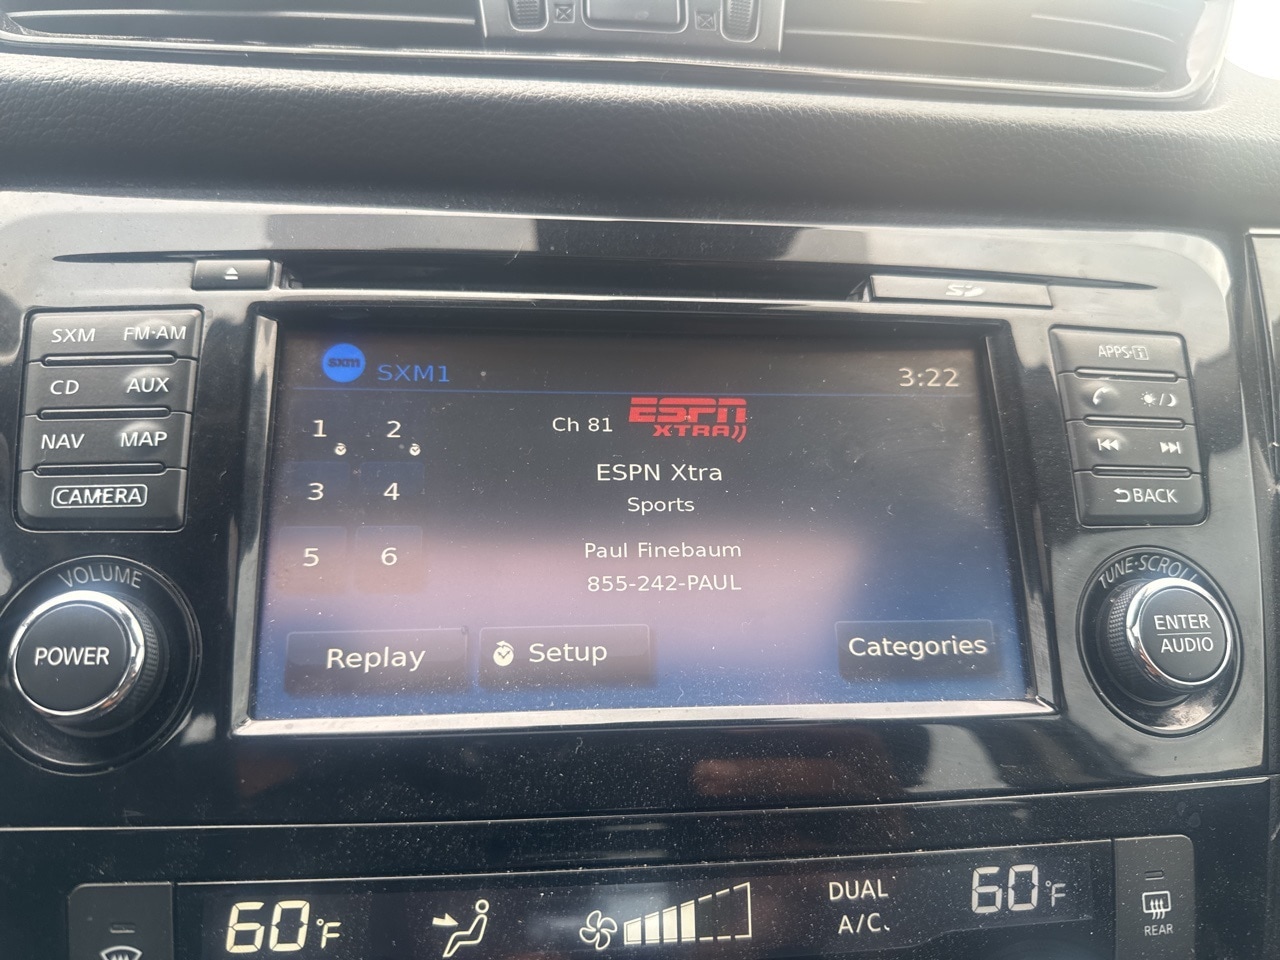 SXM FM·AM
CD AUX
NAV MAP
CAMERA
VOLUME
POWER
sxm SXM1 3:22
1 2
3 4
5 6
Ch 81 ESPN XTRA
ESPN Xtra
Sports
Paul Finebaum
855-242-PAUL
Replay Setup Categories
SD
APPS·i
BACK
TUNE·SCROLL
ENTER
AUDIO
60°F
DUAL
A/C
60°F
REAR